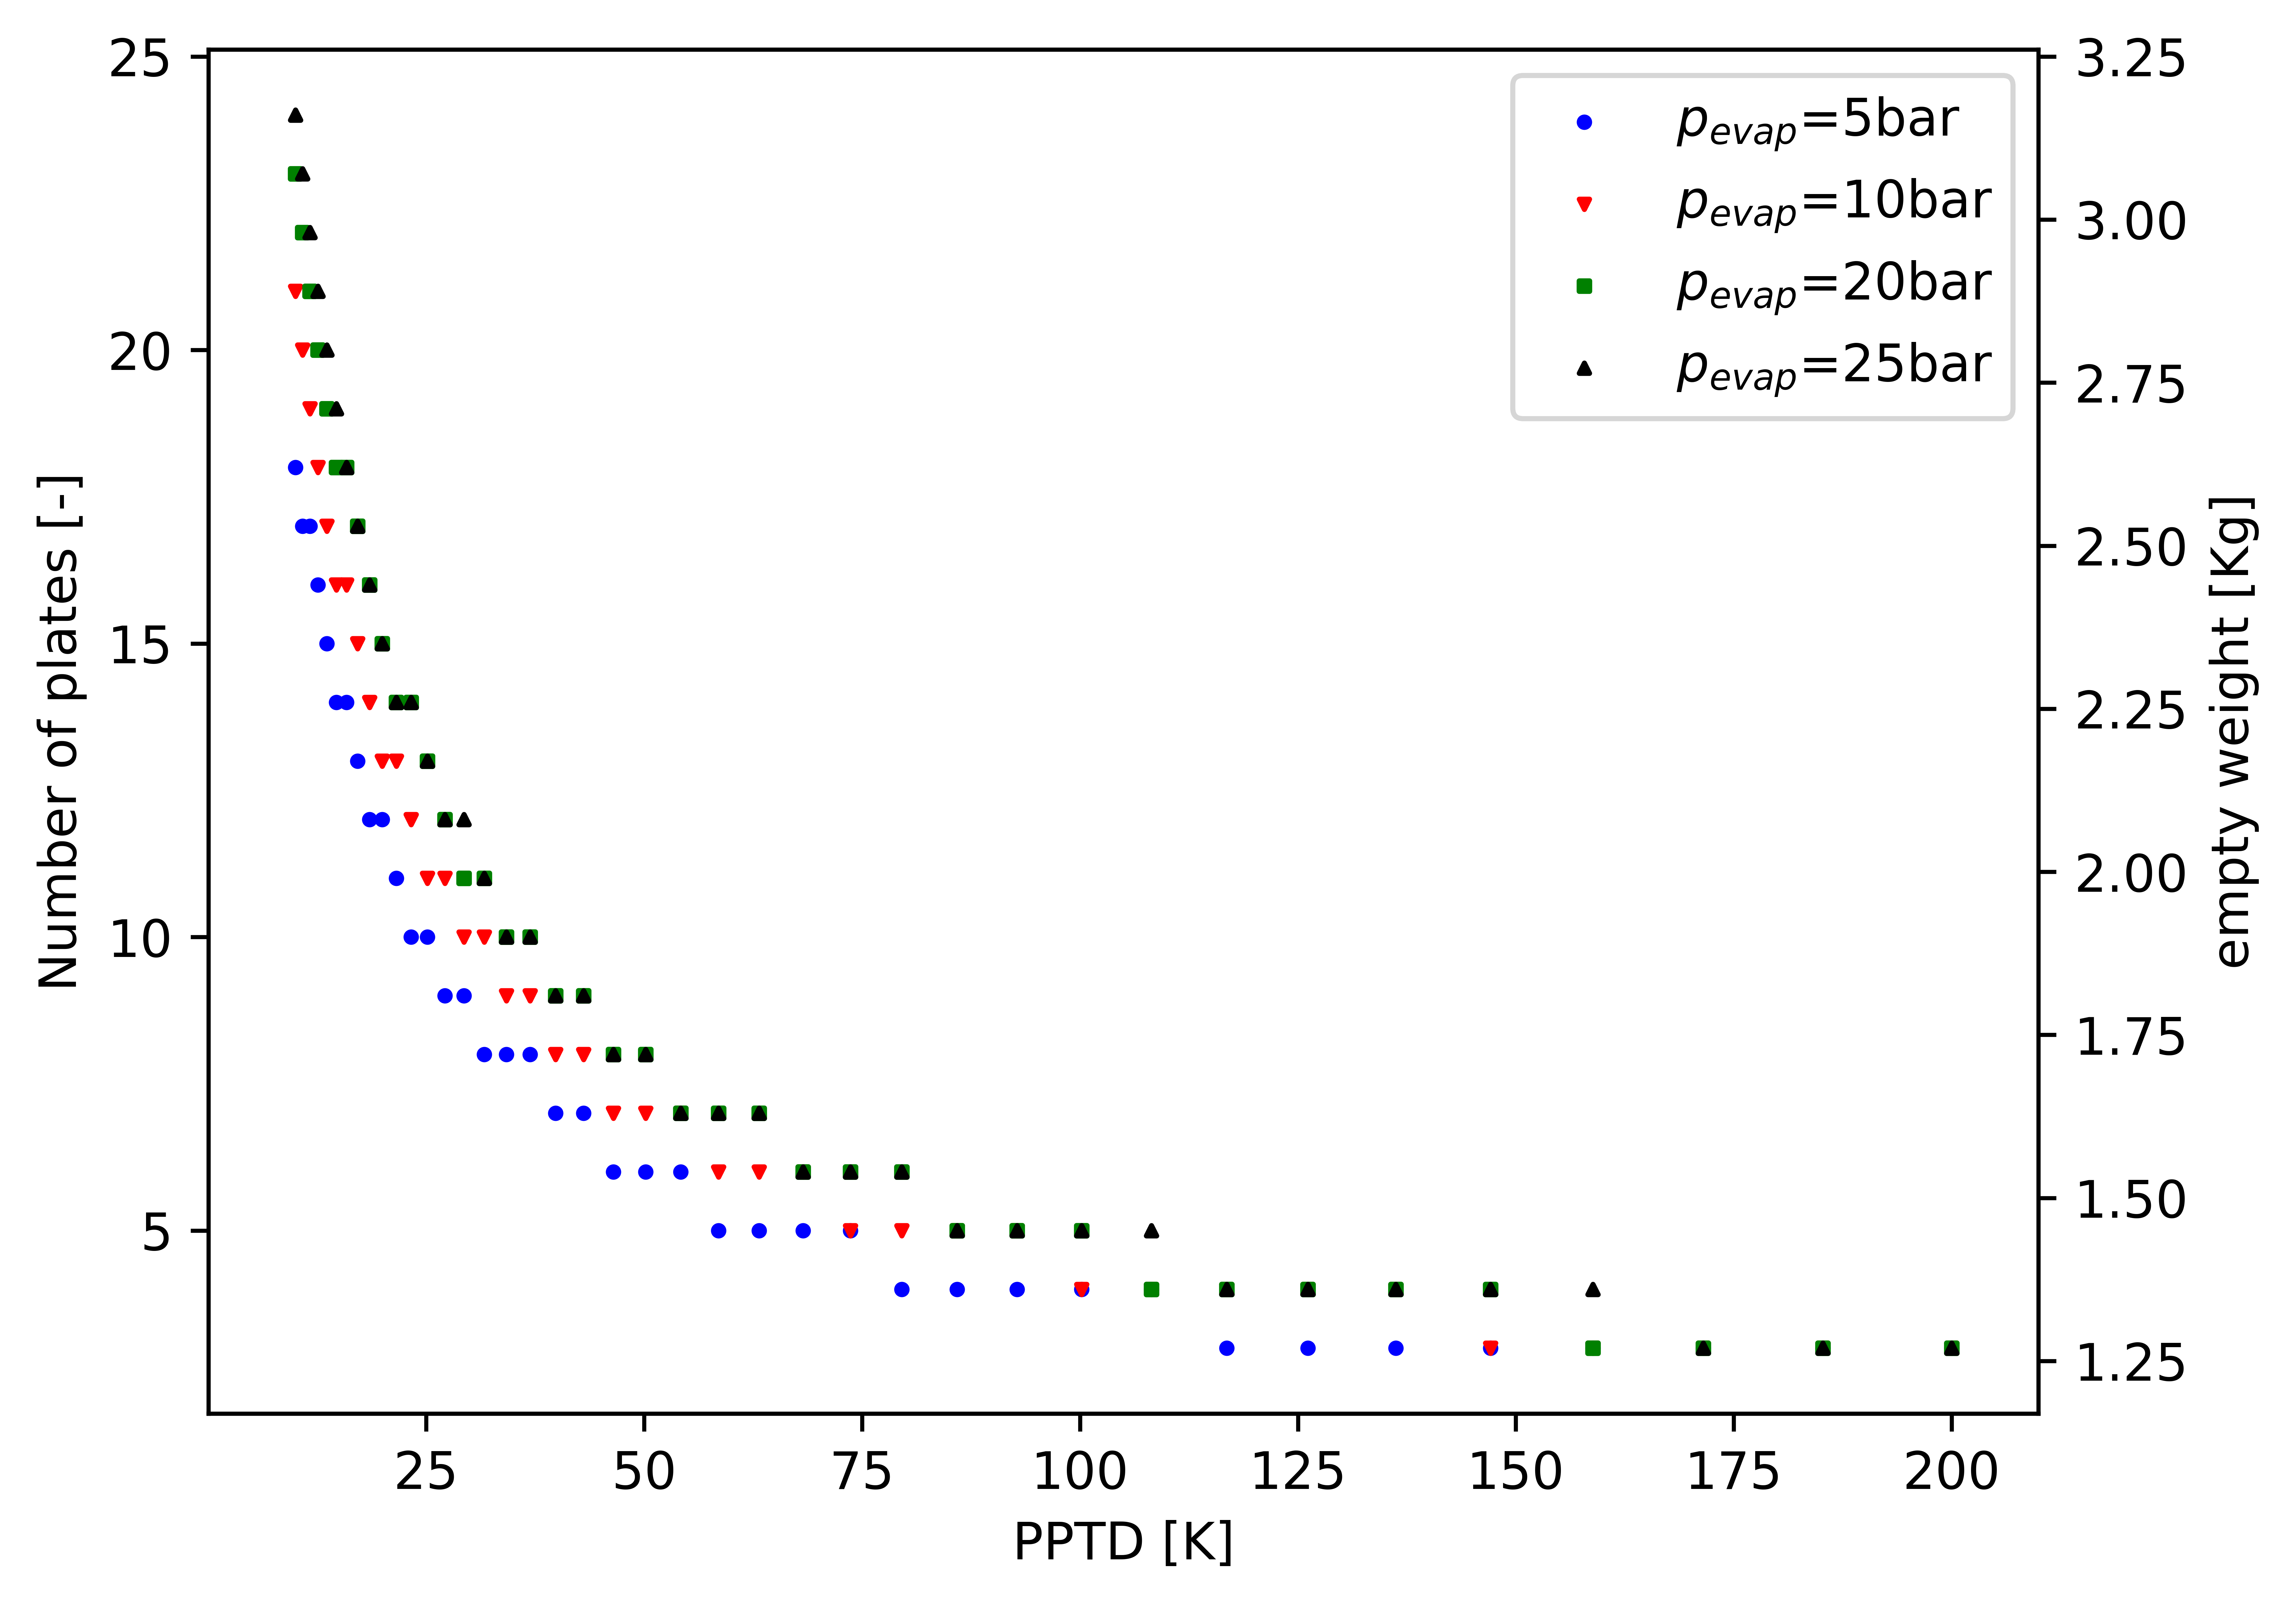 Number of plates [-]
25
20
15
10
5
p_evap=5bar
p_evap=10bar
p_evap=20bar
p_evap=25bar
3.25
3.00
2.75
2.50
2.25
2.00
1.75
1.50
1.25
empty weight [Kg]
25 50 75 100 125 150 175 200
PPTD [K]